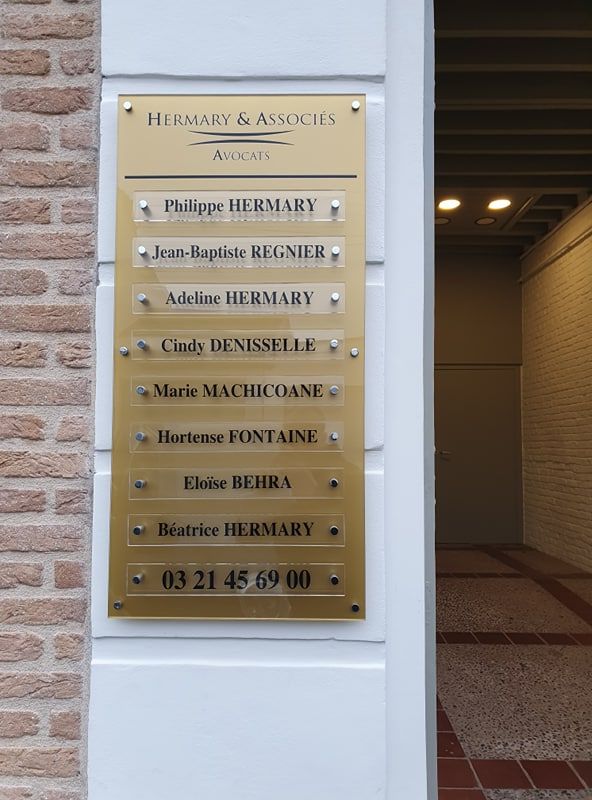 HERMARY & ASSOCIÉS
AVOCATS
Philippe HERMARY
Jean-Baptiste REGNIER
Adeline HERMARY
Cindy DENISSELLE
Marie MACHICOANE
Hortense FONTAINE
Eloïse BEHRA
Béatrice HERMARY
03 21 45 69 00